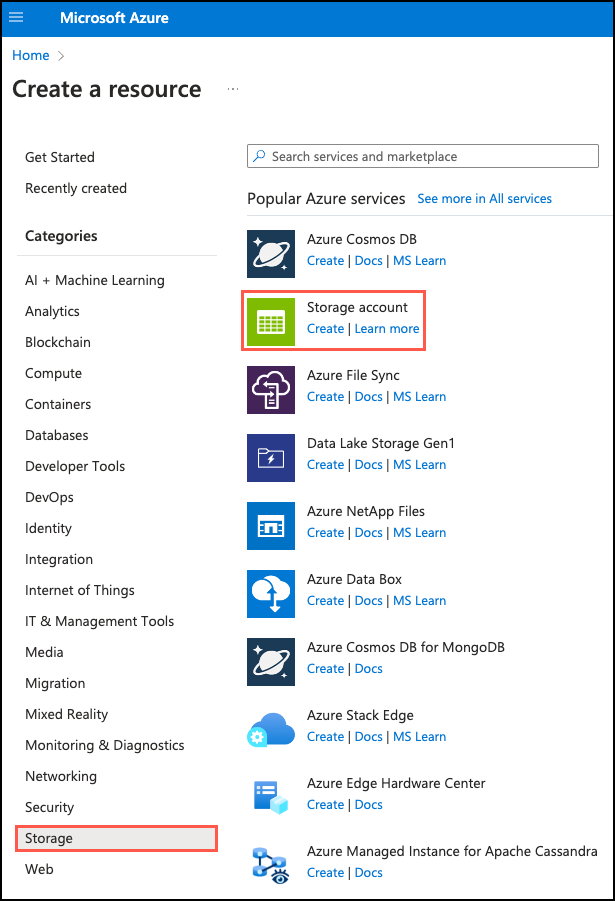 Microsoft Azure
Home
Create a resource
...
Get Started
Recently created
Categories
AI + Machine Learning
Analytics
Blockchain
Compute
Containers
Databases
Developer Tools
DevOps
Identity
Integration
Internet of Things
IT & Management Tools
Media
Migration
Mixed Reality
Monitoring & Diagnostics
Networking
Security
Storage
Web
Search services and marketplace
Popular Azure services See more in All services
Azure Cosmos DB
Create | Docs | MS Learn
Storage account
Create | Learn more
Azure File Sync
Create | Docs | MS Learn
Data Lake Storage Gen1
Create | Docs | MS Learn
Azure NetApp Files
Create | Docs | MS Learn
Azure Data Box
Create | Docs | MS Learn
Azure Cosmos DB for MongoDB
Create | Docs
Azure Stack Edge
Create | Docs | MS Learn
Azure Edge Hardware Center
Create | Docs
Azure Managed Instance for Apache Cassandra
Create | Docs